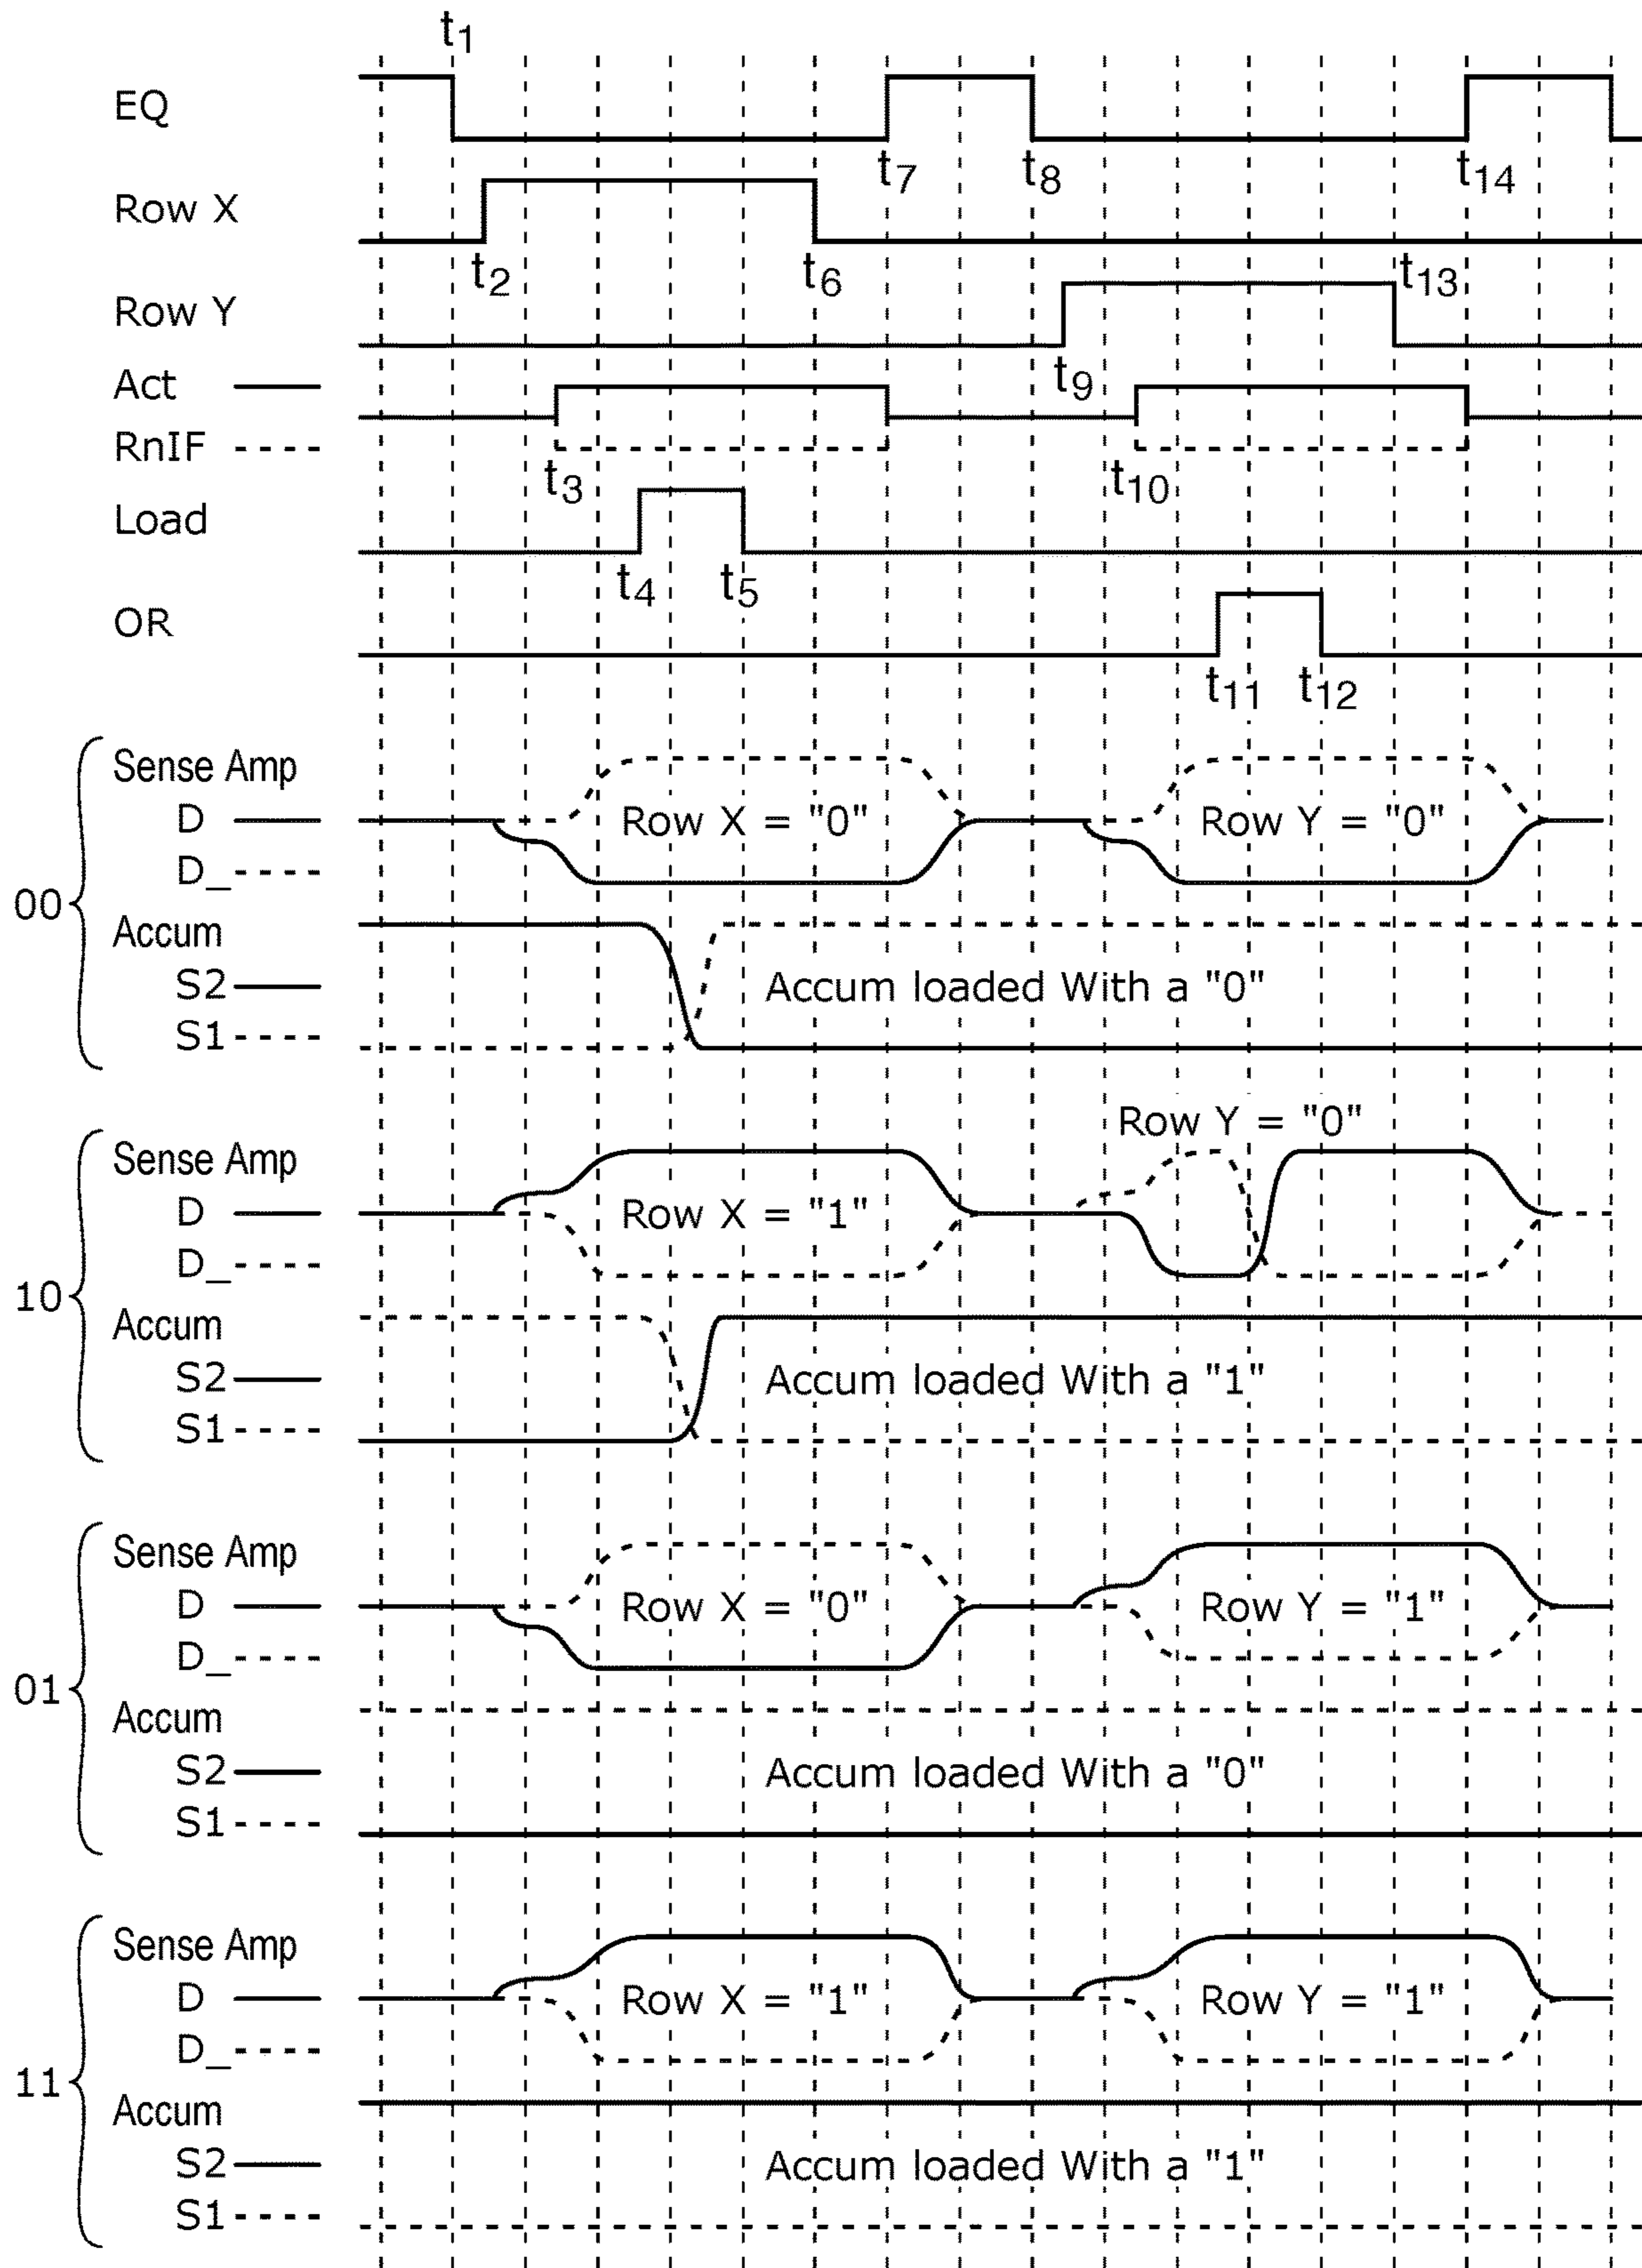 t1
EQ
t7 t8 t14
Row X
t2 t6 t13
Row Y
t9
Act
RnIF
t3 t10
Load
t4 t5
OR
t11 t12
00
Sense Amp
D Row X = "0" Row Y = "0"
D_
Accum
S2 Accum loaded With a "0"
S1
Row Y = "0"
10
Sense Amp
D Row X = "1"
D_
Accum
S2 Accum loaded With a "1"
S1
01
Sense Amp
D Row X = "0" Row Y = "1"
D_
Accum
S2 Accum loaded With a "0"
S1
11
Sense Amp
D Row X = "1" Row Y = "1"
D_
Accum
S2 Accum loaded With a "1"
S1